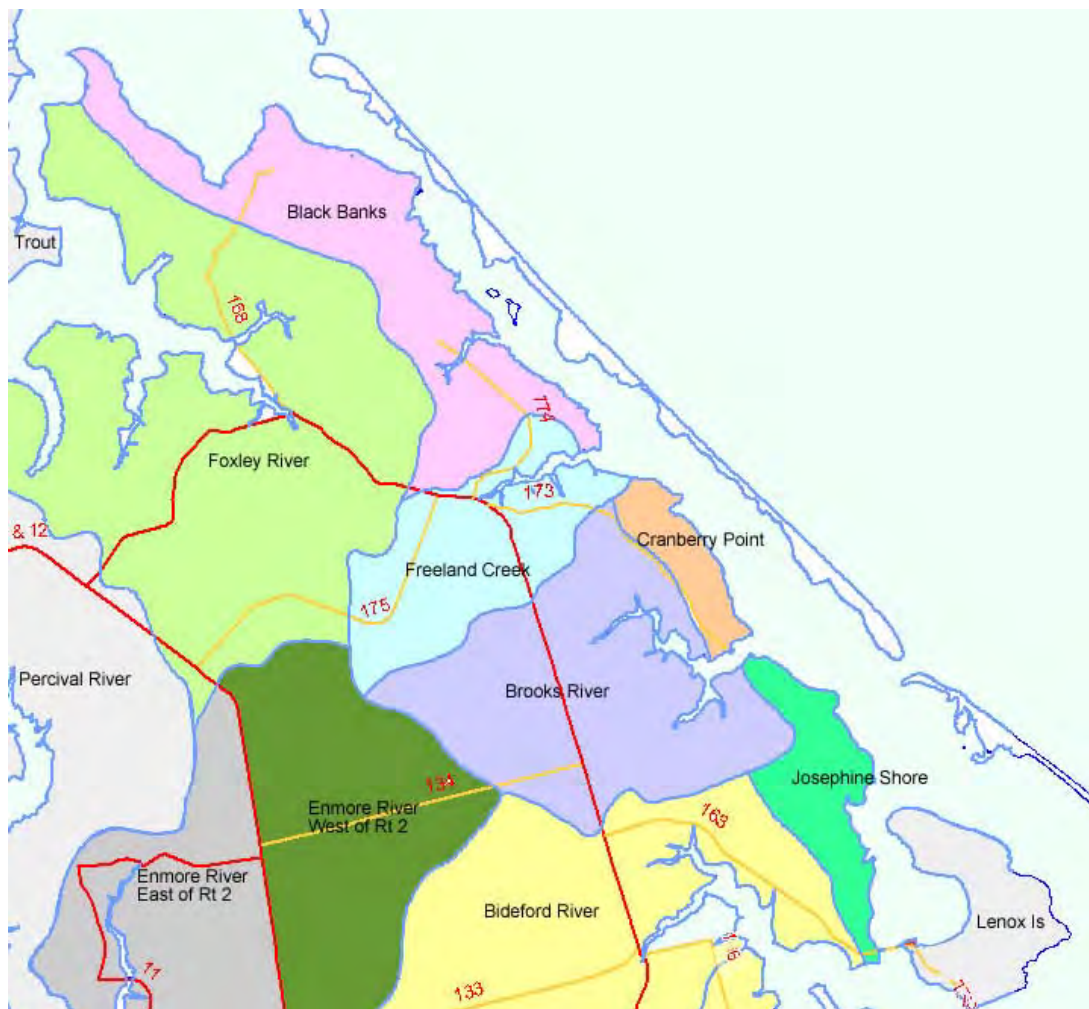 Black Banks
Trout
168
174
Foxley River
173
& 12
Cranberry Point
Freeland Creek
175
Percival River
Brooks River
134
Josephine Shore
Enmore River
West of Rt 2
163
Enmore River
East of Rt 2
Bideford River
Lenox Is
11
133